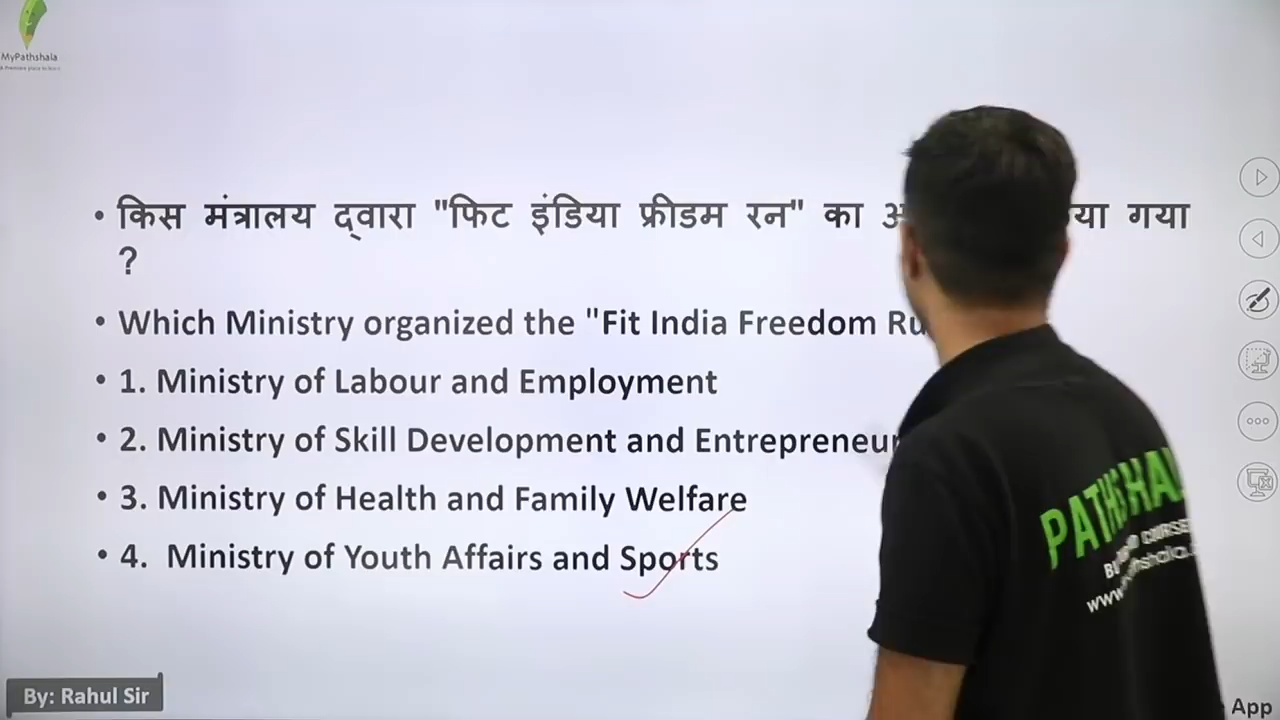 MyPathshala
• किस मंत्रालय द्वारा "फिट इंडिया फ्रीडम रन" का गया
?
• Which Ministry organized the "Fit India Freedom
• 1. Ministry of Labour and Employment
• 2. Ministry of Skill Development and
• 3. Ministry of Health and Family Welfare
• 4. Ministry of Youth Affairs and Sports
PATHSHAL
By: Rahul Sir
App